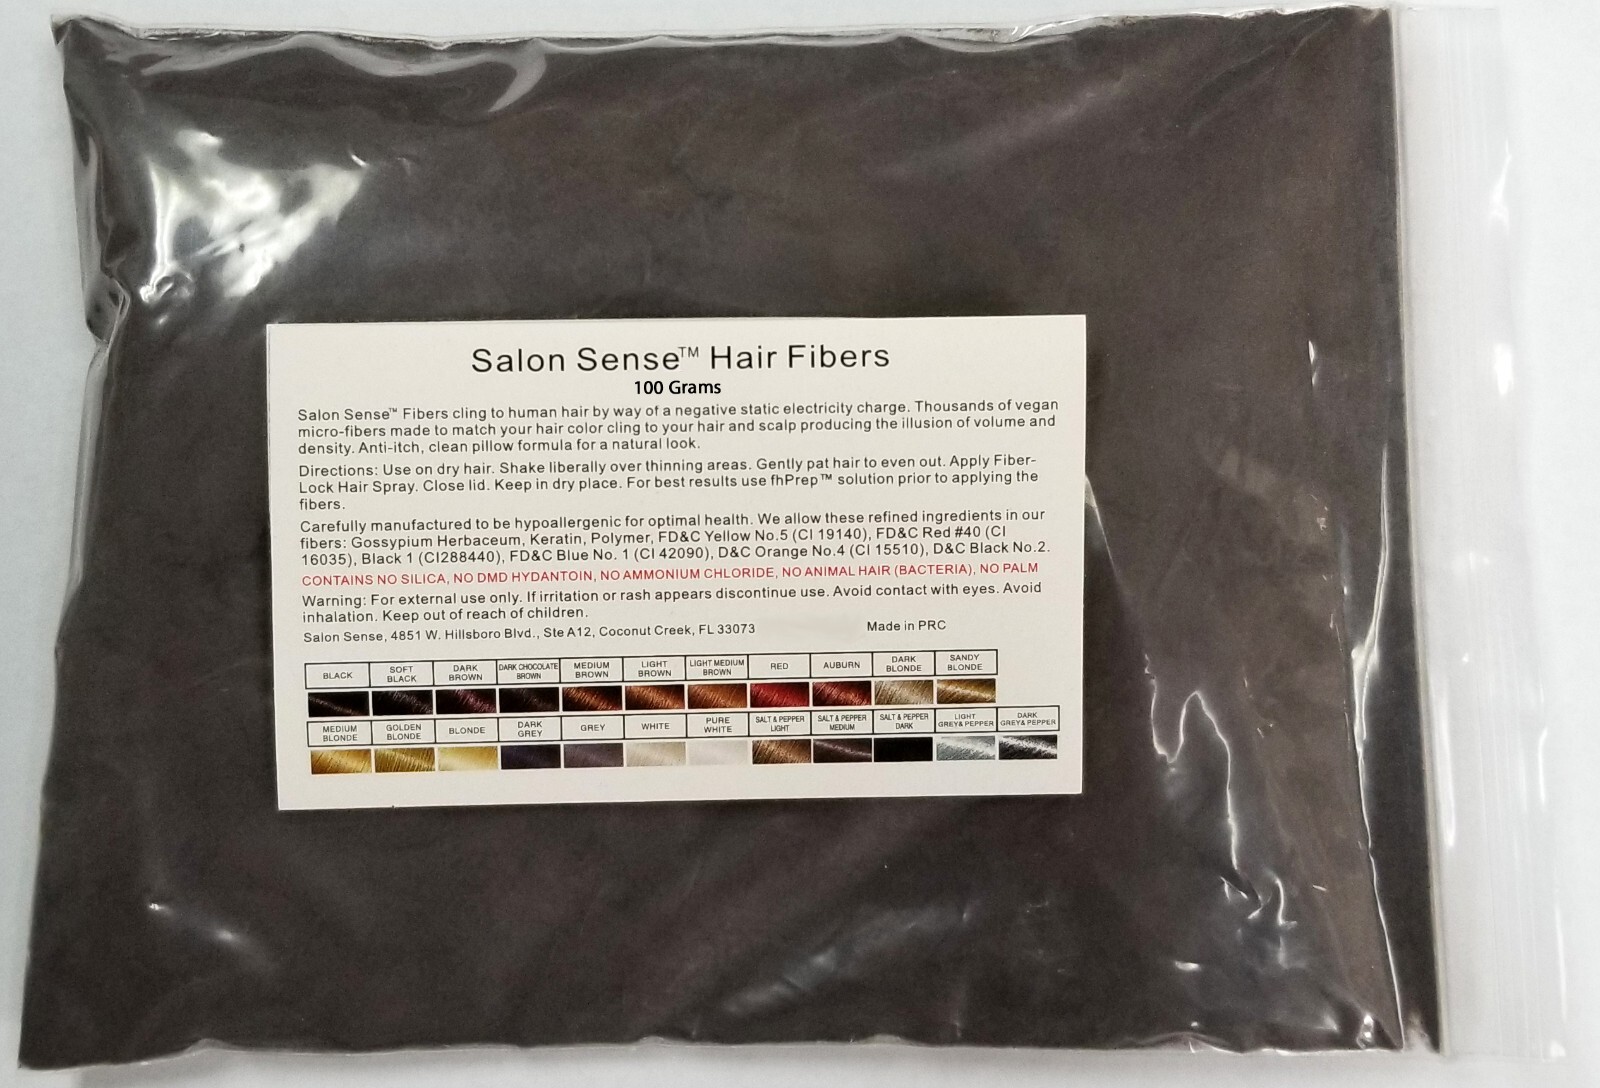 Salon Sense™ Hair Fibers
100 Grams
Salon Sense™ Fibers cling to human hair by way of a negative static electricity charge. Thousands of vegan
micro-fibers made to match your hair color cling to your hair and scalp producing the illusion of volume and
density. Anti-itch, clean pillow formula for a natural look.
Directions: Use on dry hair. Shake liberally over thinning areas. Gently pat hair to even out. Apply Fiber-
Lock Hair Spray. Close lid. Keep in dry place. For best results use fhPrep™ solution prior to applying the
fibers.
Carefully manufactured to be hypoallergenic for optimal health. We allow these refined ingredients in our
fibers: Gossypium Herbaceum, Keratin, Polymer, FD&C Yellow No.5 (CI 19140), FD&C Red #40 (CI
16035), Black 1 (CI288440), FD&C Blue No. 1 (CI 42090), D&C Orange No.4 (CI 15510), D&C Black No.2.
CONTAINS NO SILICA, NO DMD HYDANTOIN, NO AMMONIUM CHLORIDE, NO ANIMAL HAIR (BACTERIA), NO PALM
Warning: For external use only. If irritation or rash appears discontinue use. Avoid contact with eyes. Avoid
inhalation. Keep out of reach of children.
Salon Sense, 4851 W. Hillsboro Blvd., Ste A12, Coconut Creek, FL 33073 Made in PRC
BLACK
SOFT
BLACK
DARK
BROWN
DARK CHOCOLATE
BROWN
MEDIUM
BROWN
LIGHT
BROWN
LIGHT MEDIUM
BROWN
RED
AUBURN
DARK
BLONDE
SANDY
BLONDE
MEDIUM
BLONDE
GOLDEN
BLONDE
BLONDE
DARK
GREY
GREY
WHITE
PURE
WHITE
SALT & PEPPER
LIGHT
SALT & PEPPER
MEDIUM
SALT & PEPPER
DARK
LIGHT
GREY& PEPPER
DARK
GREY& PEPPER